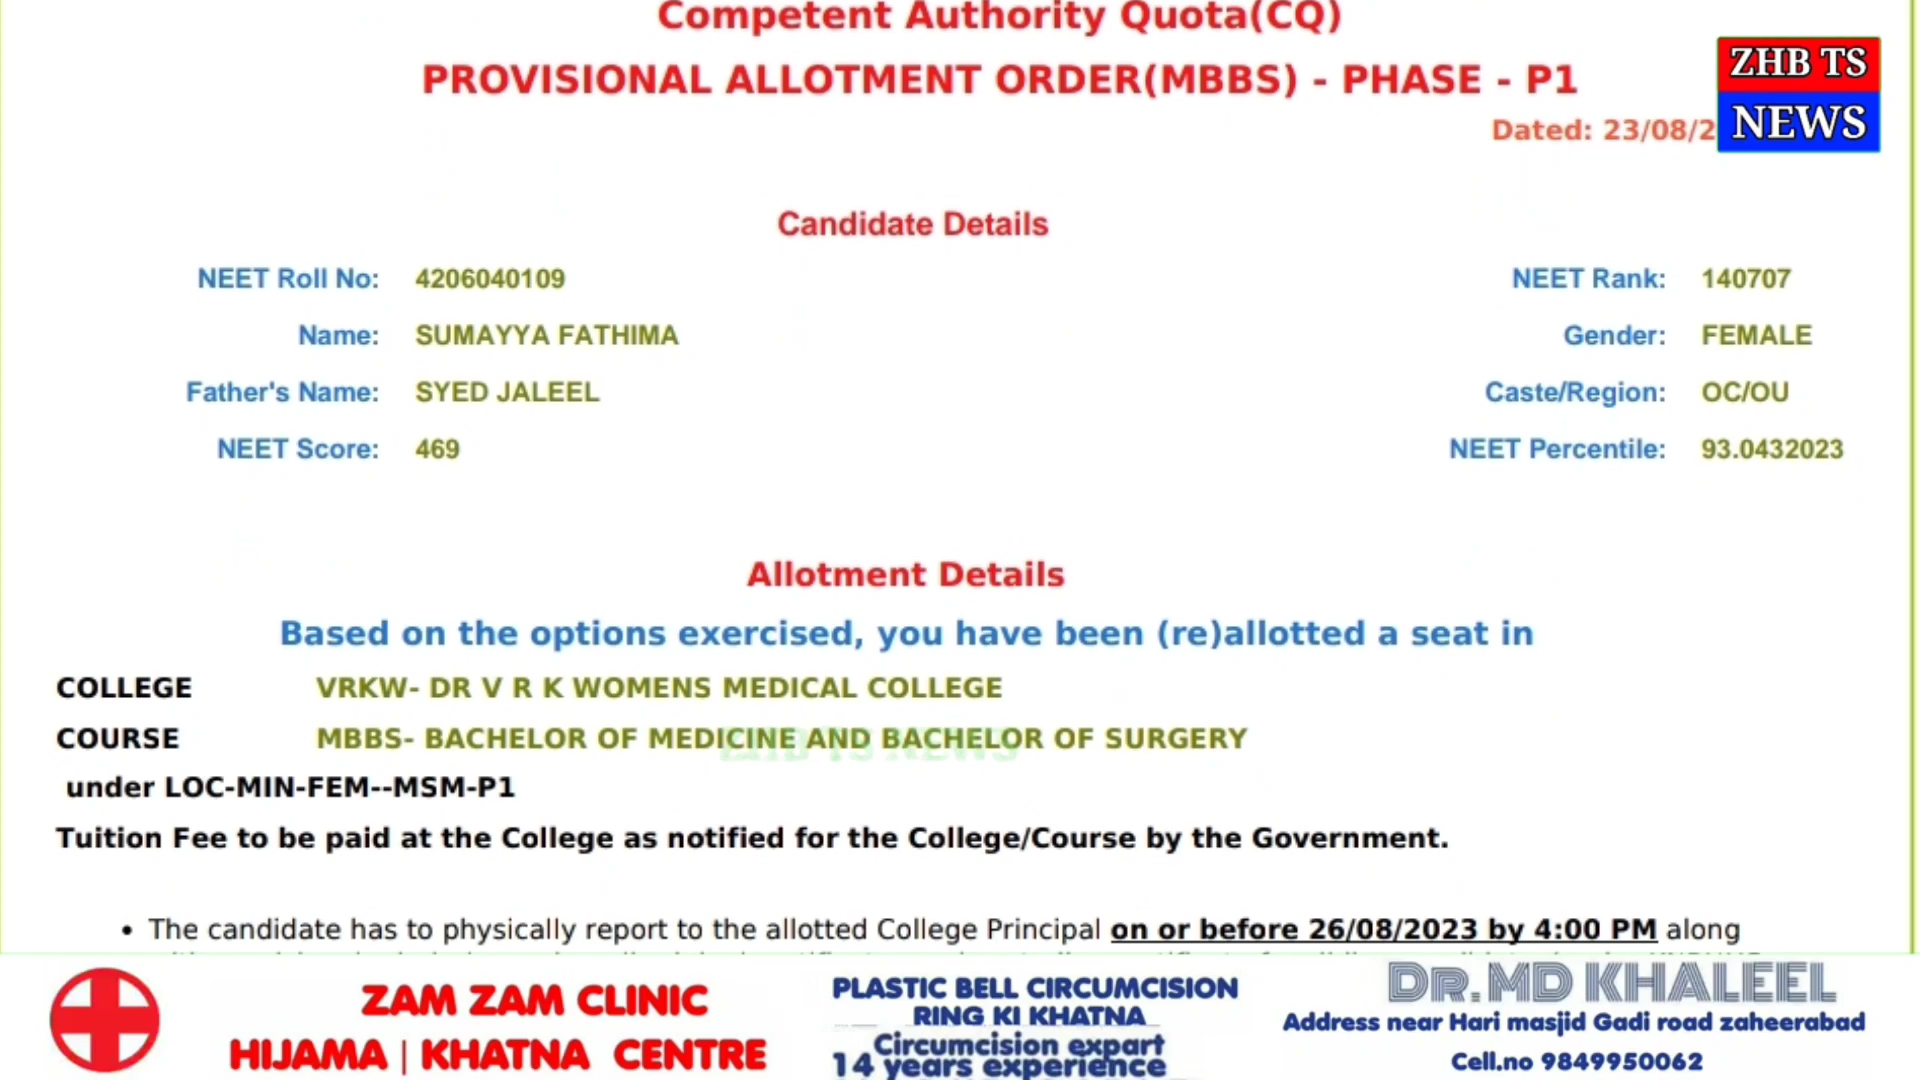 Competent Authority Quota(CQ)
PROVISIONAL ALLOTMENT ORDER(MBBS) - PHASE - P1
ZHB TS
NEWS
Dated: 23/08/2
Candidate Details
NEET Roll No: 4206040109 NEET Rank: 140707
Name: SUMAYYA FATHIMA Gender: FEMALE
Father's Name: SYED JALEEL Caste/Region: OC/OU
NEET Score: 469 NEET Percentile: 93.0432023
Allotment Details
Based on the options exercised, you have been (re)allotted a seat in
COLLEGE VRKW- DR V R K WOMENS MEDICAL COLLEGE
COURSE MBBS- BACHELOR OF MEDICINE AND BACHELOR OF SURGERY
ZHB TS NEWS
under LOC-MIN-FEM--MSM-P1
Tuition Fee to be paid at the College as notified for the College/Course by the Government.
• The candidate has to physically report to the allotted College Principal on or before 26/08/2023 by 4:00 PM along
ZAM ZAM CLINIC
HIJAMA | KHATNA CENTRE
PLASTIC BELL CIRCUMCISION
RING KI KHATNA
Circumcision expart
14 years experience
DR.MD KHALEEL
Address near Hari masjid Gadi road zaheerabad
Cell.no 9849950062